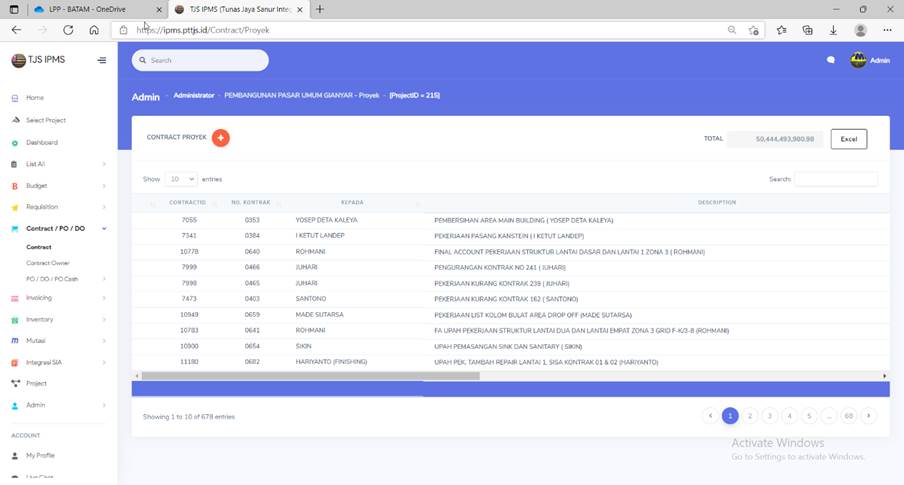 LPP - BATAM - OneDrive
TJS IPMS (Tunas Jaya Sanur Integ
https://ipms.pttjs.id/Contract/Proyek
TJS IPMS
Search
Admin
Admin - Administrator - PEMBANGUNAN PASAR UMUM GIANYAR - Proyek - [ProjectID = 215]
Home
Select Project
Dashboard
List All
Budget
Requisition
Contract / PO / DO
Contract
Contract Owner
PO / DO / PO Cash
Invoicing
Inventory
Mutasi
Integrasi SIA
Project
Admin
ACCOUNT
My Profile
Live Chat
CONTRACT PROYEK
TOTAL 50,444,493,980.98 Excel
Show 10 entries Search:
CONTRACTID NO. KONTRAK KEPADA DESCRIPTION
7055 0353 YOSEP DETA KALEYA PEMBERSIHAN AREA MAIN BUILDING ( YOSEP DETA KALEYA)
7341 0384 I KETUT LANDEP PEKERJAAN PASANG KANSTEIN ( I KETUT LANDEP)
10778 0640 ROHMANI FINAL ACCOUNT PEKERJAAN STRUKTUR LANTAI DASAR DAN LANTAI 1 ZONA 3 ( ROHMANI)
7999 0466 JUHARI PENGURANGAN KONTRAK NO 241 ( JUHARI)
7998 0465 JUHARI PEKERJAAN KURANG KONTRAK 239 ( JUHARI)
7473 0403 SANTONO PEKERJAAN KURANG KONTRAK 162 ( SANTONO)
10949 0659 MADE SUTARSA PEKERJAAN LIST KOLOM BULAT AREA DROP OFF (MADE SUTARSA)
10783 0641 ROHMANI FA UPAH PEKERJAAN STRUKTUR LANTAI DUA DAN LANTAI EMPAT ZONA 3 GRID F-K/3-8 (ROHMANI)
10900 0654 SIKIN UPAH PEMASANGAN SINK DAN SANITARY ( SIKIN)
11180 0682 HARIYANTO (FINISHING) UPAH PEK. TAMBAH REPAIR LANTAI 1, SISA KONTRAK 01 & 02 (HARIYANTO)
Showing 1 to 10 of 678 entries
1 2 3 4 5 ... 68
Activate Windows
Go to Settings to activate Windows.